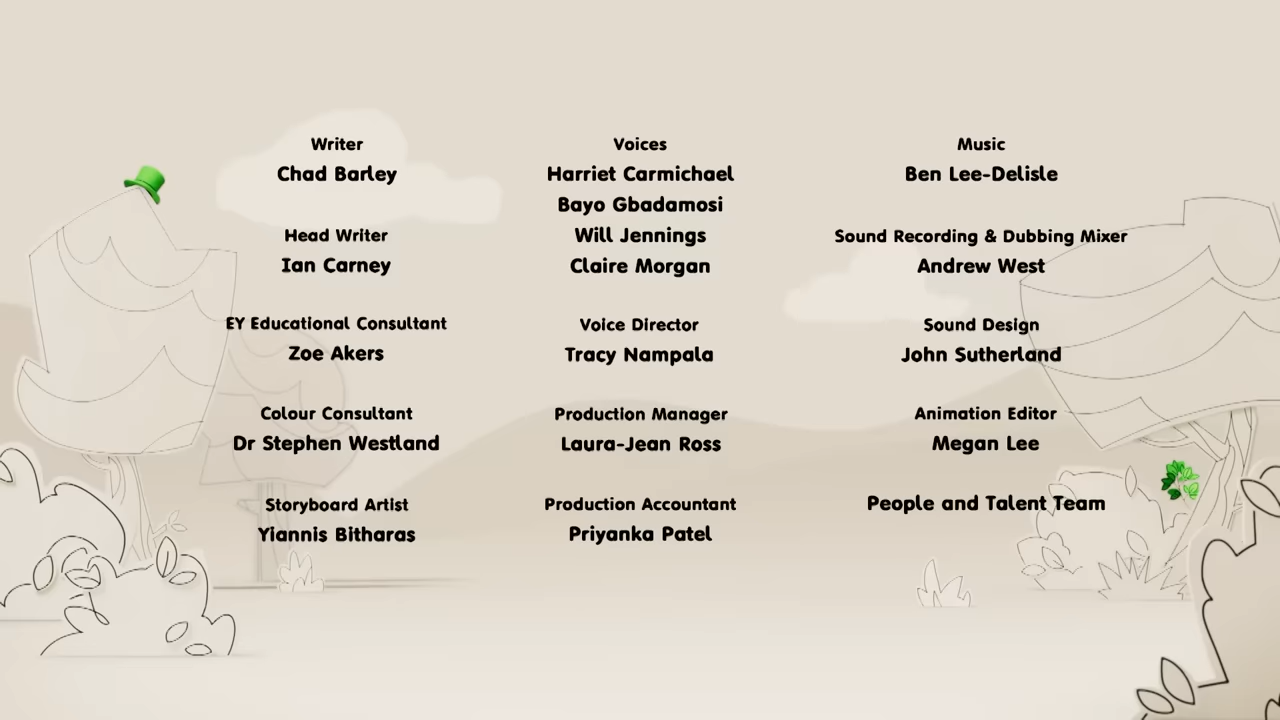 Writer
Chad Barley
Head Writer
Ian Carney
EY Educational Consultant
Zoe Akers
Colour Consultant
Dr Stephen Westland
Storyboard Artist
Yiannis Bitharas
Voices
Harriet Carmichael
Bayo Gbadamosi
Will Jennings
Claire Morgan
Voice Director
Tracy Nampala
Production Manager
Laura-Jean Ross
Production Accountant
Priyanka Patel
Music
Ben Lee-Delisle
Sound Recording & Dubbing Mixer
Andrew West
Sound Design
John Sutherland
Animation Editor
Megan Lee
People and Talent Team